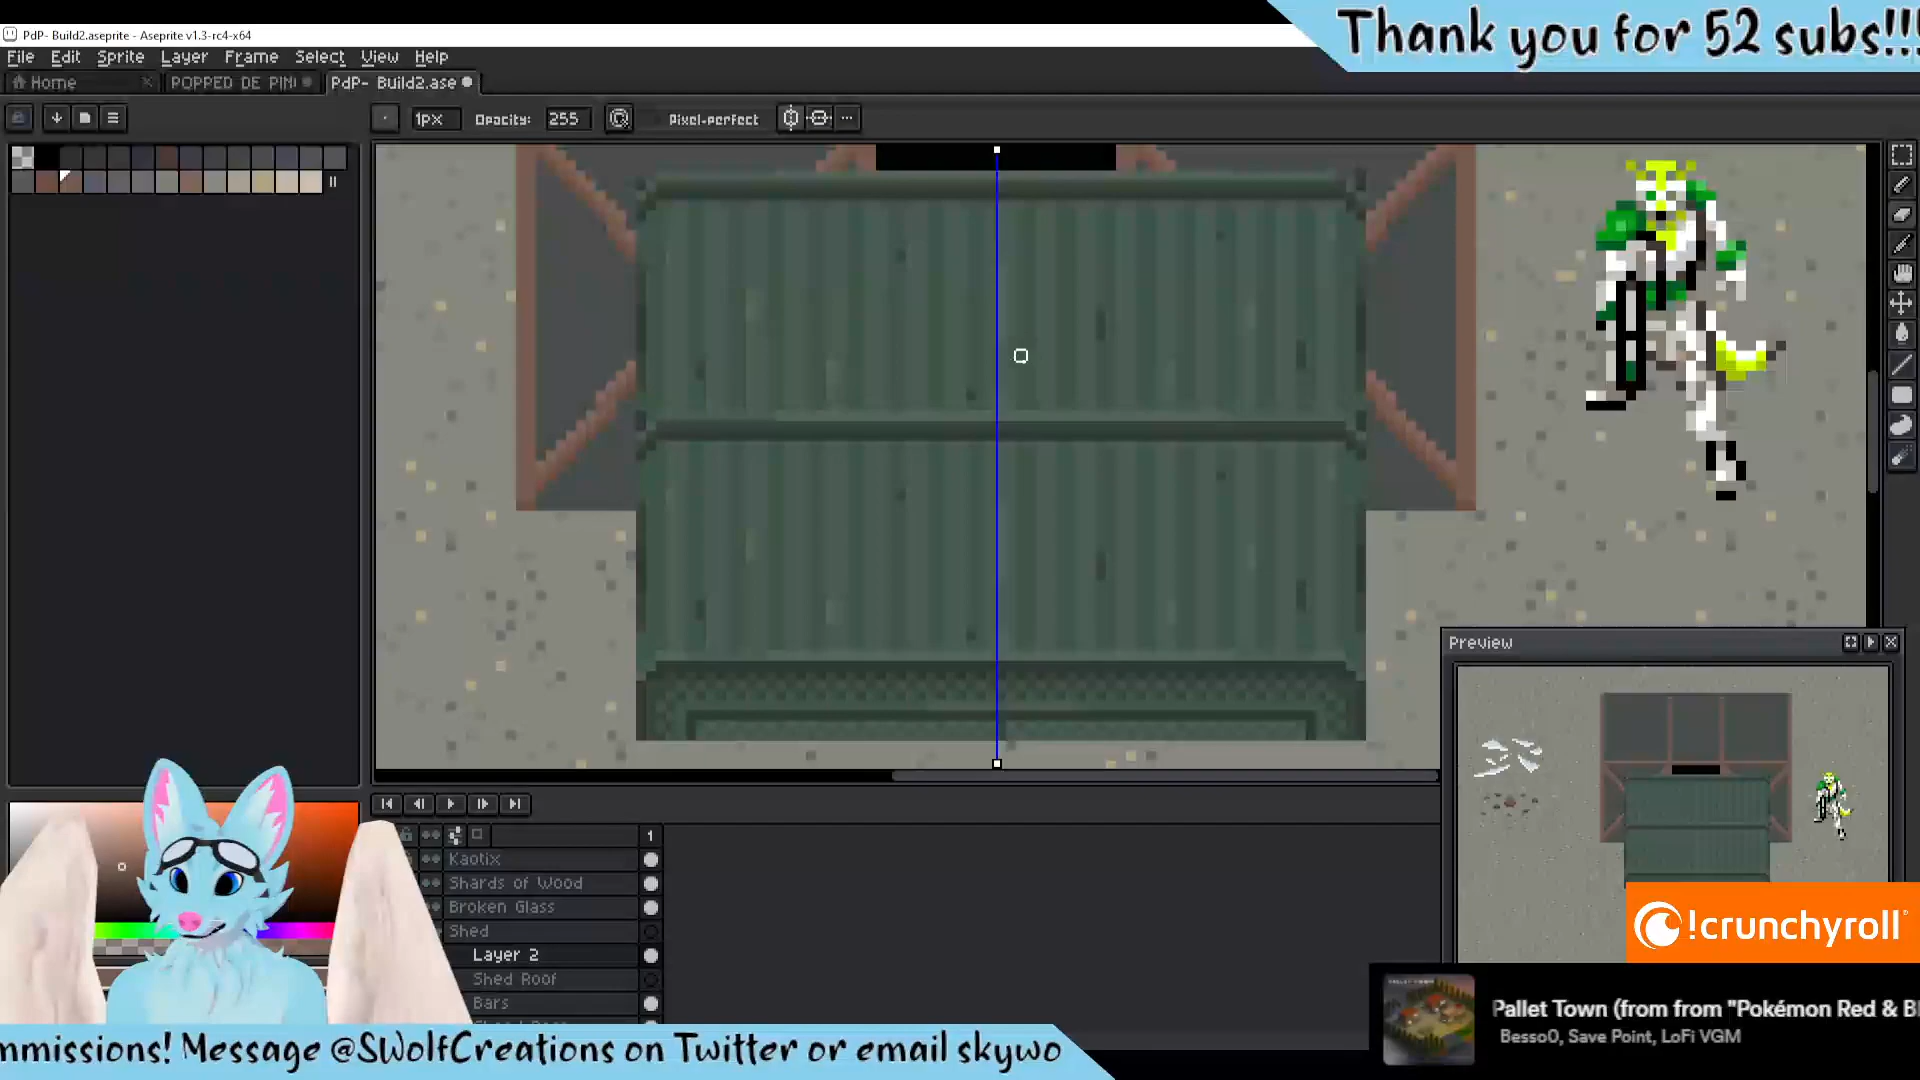 Thank you for 52 subs!!!
PdP- Build2.aseprite - Aseprite v1.3-rc4-x64
File Edit Sprite Layer Select Frame View Help
Home
POPPED DE PIN
PdP- Build2.ase
1px Opacity: 255 Pixel-perfect
Preview
1
Kaotix
Shards of Wood
Broken Glass
Shed
Layer 2
Shed Roof
Bars
!crunchyroll
Pallet Town (from from "Pokémon Red & B
Besso0, Save Point, LoFi VGM
mmissions! Message @SWolfCreations on Twitter or email skywo